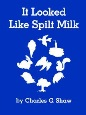 It Looked
Like Spilt Milk
by Charles G. Shaw